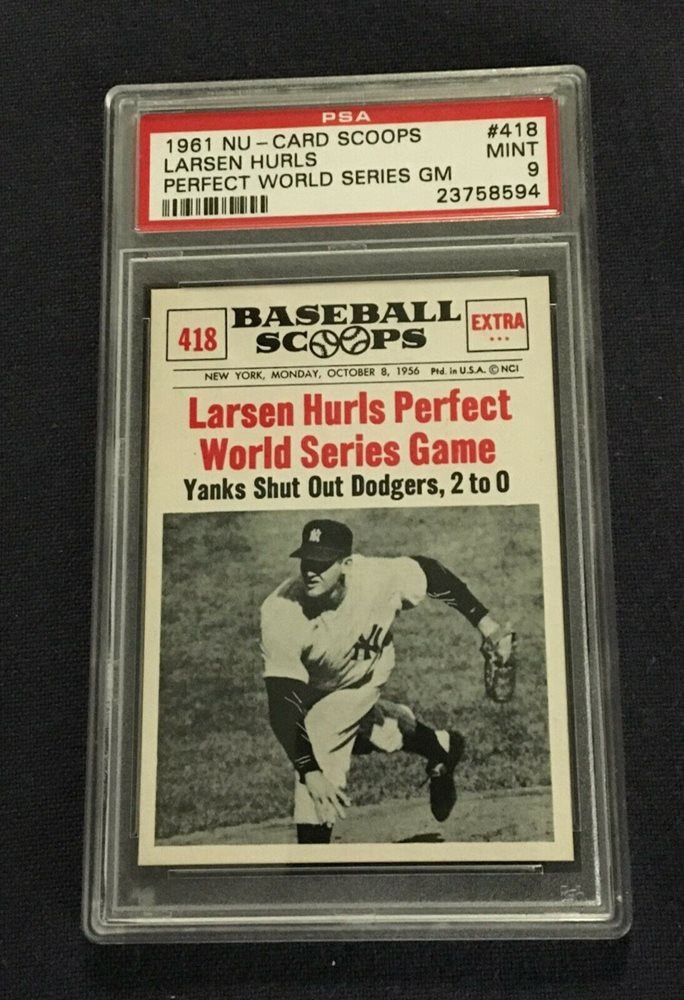 PSA
1961 NU-CARD SCOOPS #418
LARSEN HURLS MINT
PERFECT WORLD SERIES GM 9
23758594
418
BASEBALL
SCOOPS
EXTRA
NEW YORK, MONDAY, OCTOBER 8, 1956 Ptd. in U.S.A. © NCI
Larsen Hurls Perfect
World Series Game
Yanks Shut Out Dodgers, 2 to 0
NY
NY